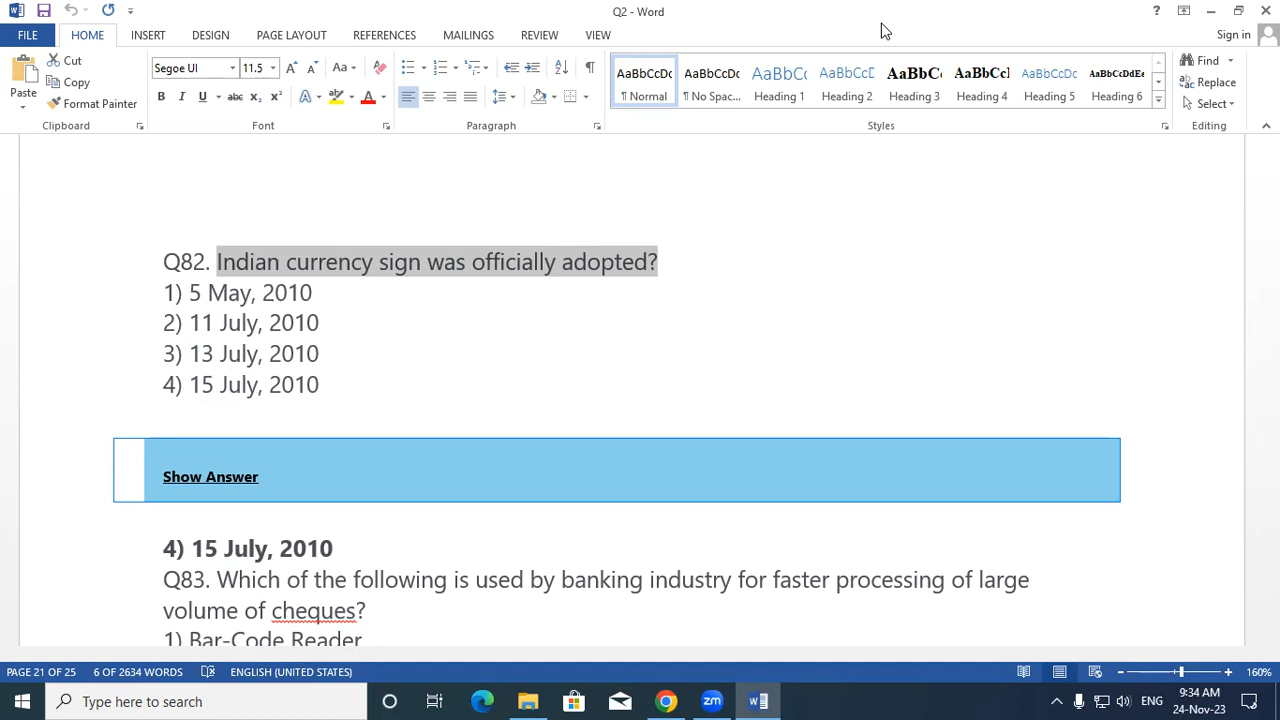 Q2 - Word
Sign in
FILE HOME INSERT DESIGN PAGE LAYOUT REFERENCES MAILINGS REVIEW VIEW
Paste
Cut
Copy
Format Painter
Clipboard
Segoe UI 11.5
Font
Paragraph
AaBbCcDc AaBbCcDc AaBbCc AaBbCcD AaBbC AaBbCcI AaBbCcDc AaBbCcDdEe
¶ Normal ¶ No Spac... Heading 1 Heading 2 Heading 3 Heading 4 Heading 5 Heading 6
Styles
Find
Replace
Select
Editing
Q82. Indian currency sign was officially adopted?
1) 5 May, 2010
2) 11 July, 2010
3) 13 July, 2010
4) 15 July, 2010
Show Answer
4) 15 July, 2010
Q83. Which of the following is used by banking industry for faster processing of large
volume of cheques?
1) Bar-Code Reader
PAGE 21 OF 25 6 OF 2634 WORDS ENGLISH (UNITED STATES) 160%
Type here to search
zm
ENG
9:34 AM
24-Nov-23